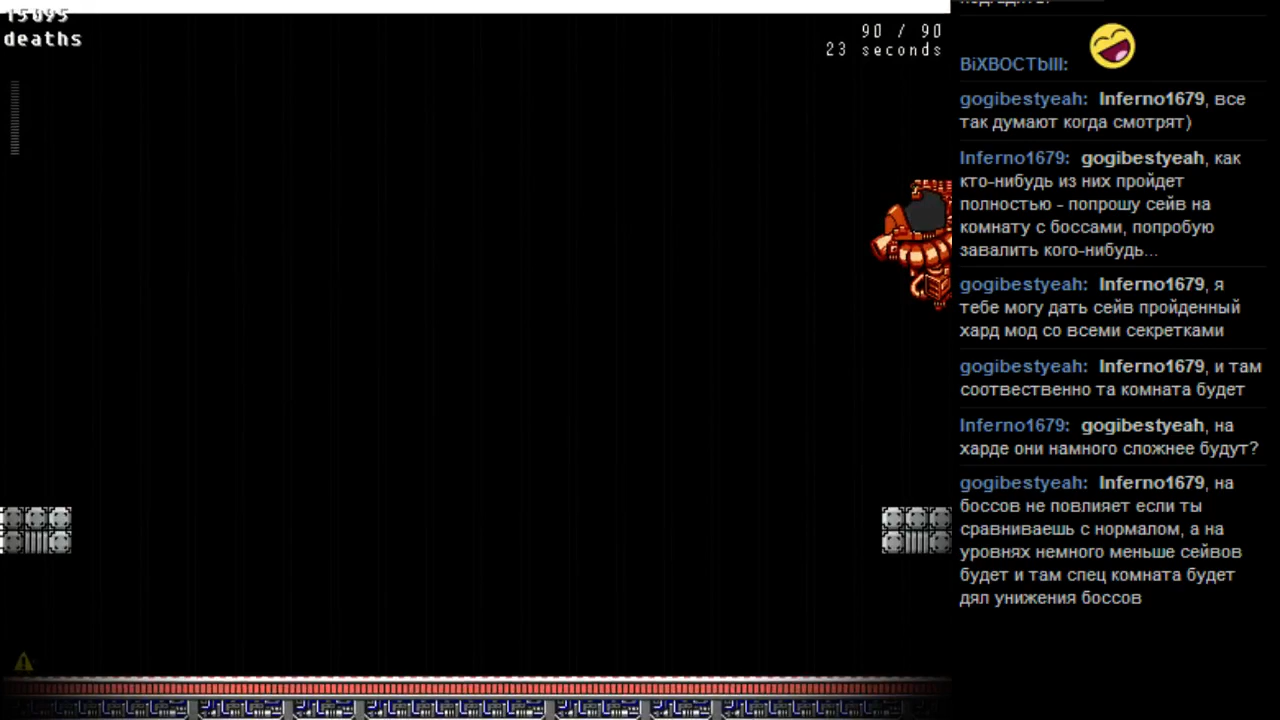 15095
deaths
90 / 90
23 seconds
BiXBOCTbIII:
gogibestyeah: Inferno1679, все
так думают когда смотрят)
Inferno1679: gogibestyeah, как
кто-нибудь из них пройдет
полностью - попрошу сейв на
комнату с боссами, попробую
завалить кого-нибудь...
gogibestyeah: Inferno1679, я
тебе могу дать сейв пройденный
хард мод со всеми секретками
gogibestyeah: Inferno1679, и там
соотвественно та комната будет
Inferno1679: gogibestyeah, на
харде они намного сложнее будут?
gogibestyeah: Inferno1679, на
боссов не повлияет если ты
сравниваешь с нормалом, а на
уровнях немного меньше сейвов
будет и там спец комната будет
дял унижения боссов